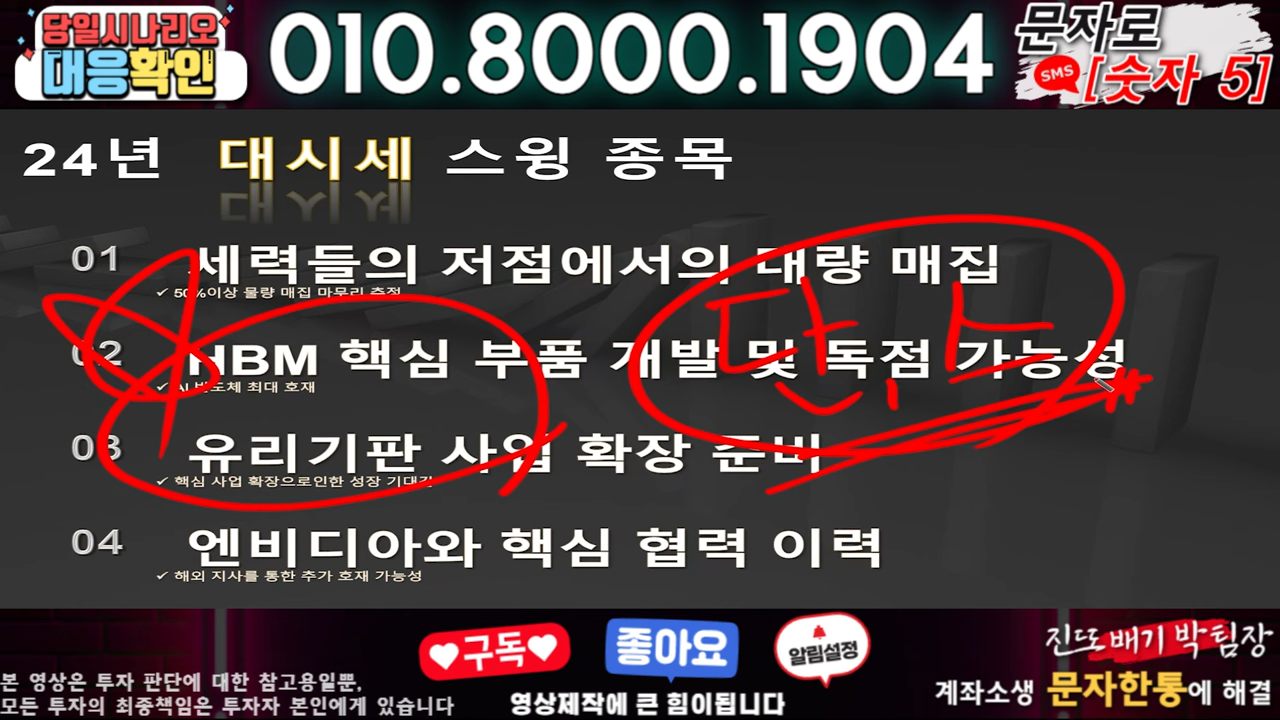 당일시나리오
대응확인
010.8000.1904
문자로
SMS [숫자 5]
24년 대시세 스윙 종목
01 세력들의 저점에서의 대량 매집
✓ 50%이상 물량 매집 마무리 추정
02 HBM 핵심 부품 개발 및 독점 가능성
✓ AI 반도체 최대 호재
단, 스
03 유리기판 사업 확장 준비
✓ 핵심 사업 확장으로인한 성장 기대감
04 엔비디아와 핵심 협력 이력
✓ 해외 지사를 통한 추가 호재 가능성
구독
좋아요
알림설정
영상제작에 큰 힘이됩니다
본 영상은 투자 판단에 대한 참고용일뿐,
모든 투자의 최종책임은 투자자 본인에게 있습니다
진또배기 박팀장
계좌소생 문자한통에 해결